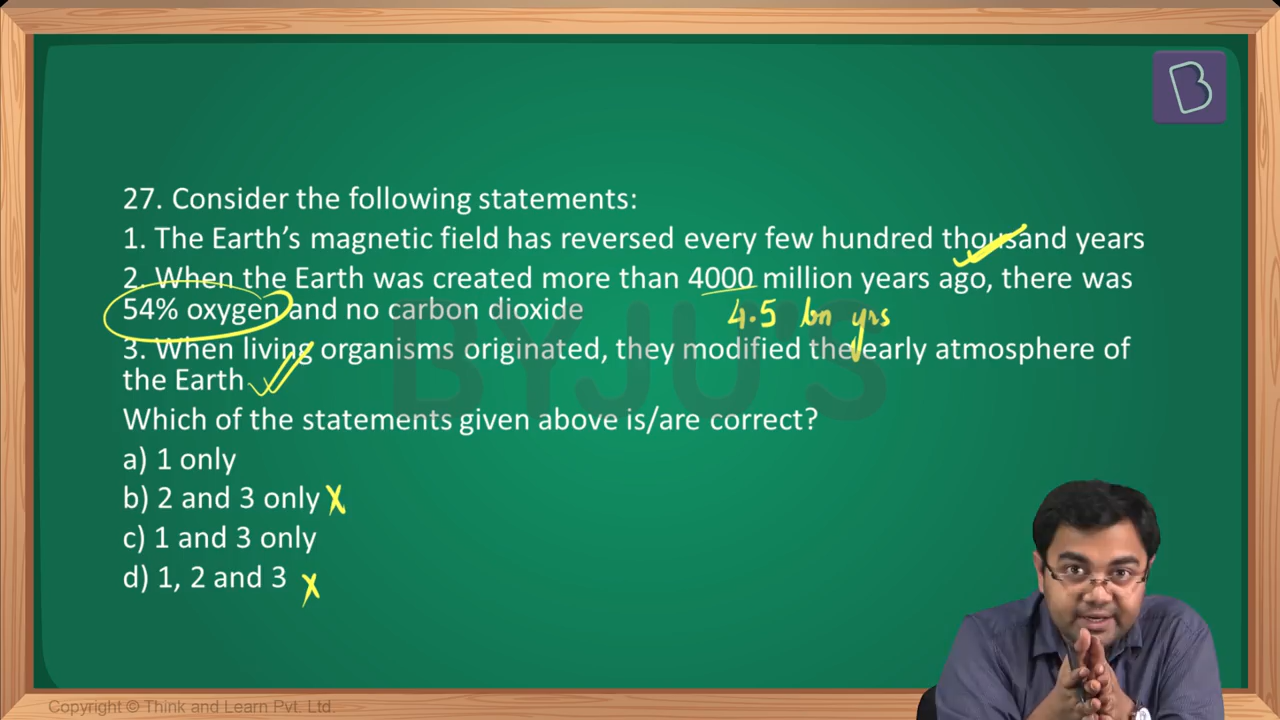 B
27. Consider the following statements:
1. The Earth's magnetic field has reversed every few hundred thousand years
2. When the Earth was created more than 4000 million years ago, there was
54% oxygen and no carbon dioxide
4.5 bn yrs
3. When living organisms originated, they modified the early atmosphere of
the Earth
BYJU'S
Which of the statements given above is/are correct?
a) 1 only
b) 2 and 3 only X
c) 1 and 3 only
d) 1, 2 and 3 X
Copyright © Think and Learn Pvt. Ltd.